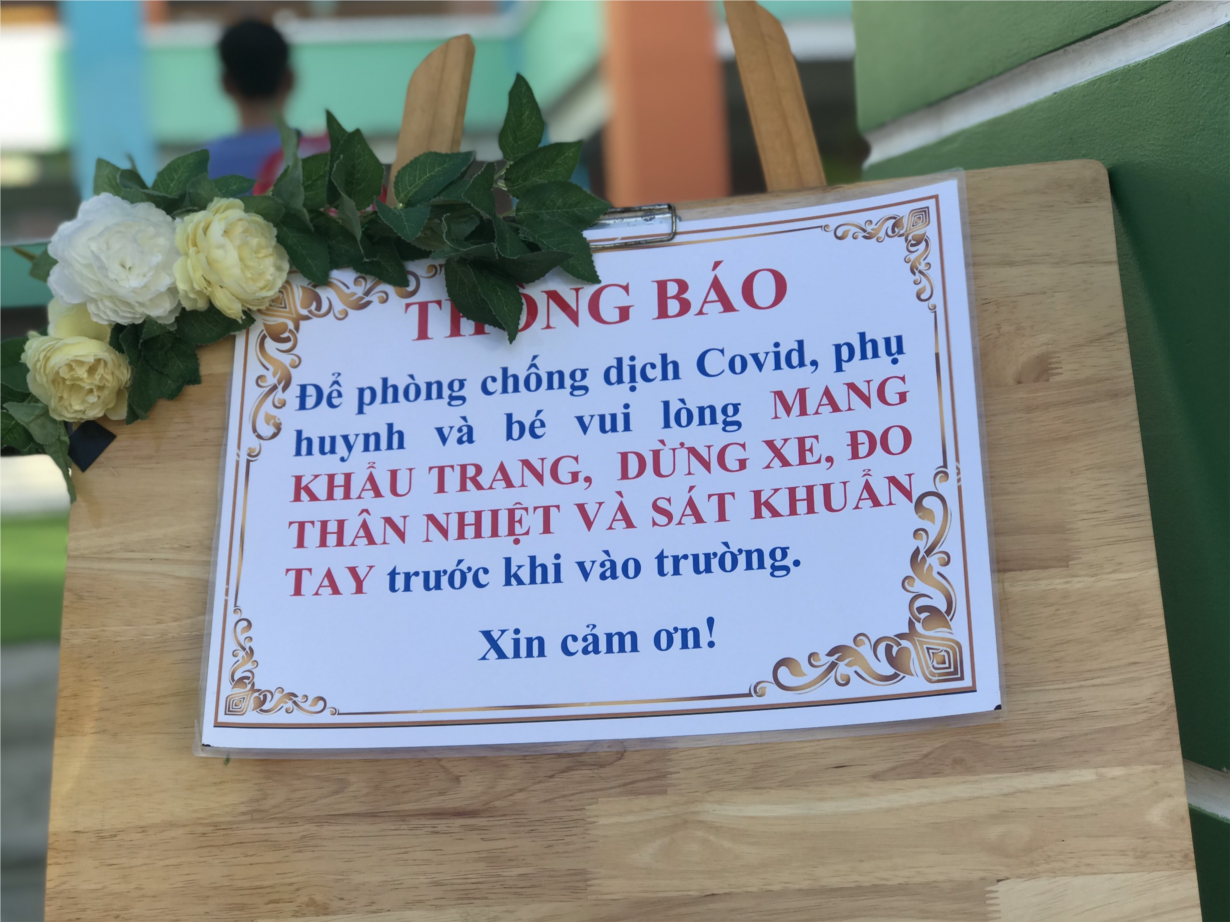 THÔNG BÁO
Để phòng chống dịch Covid, phụ
huynh và bé vui lòng MANG
KHẨU TRANG, DỪNG XE, ĐO
THÂN NHIỆT VÀ SÁT KHUẨN
TAY trước khi vào trường.
Xin cảm ơn!